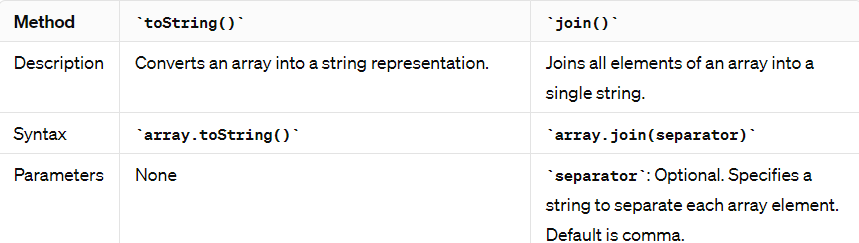 Method `toString()` `join()`
Description Converts an array into a string representation. Joins all elements of an array into a
single string.
Syntax `array.toString()` `array.join(separator)`
Parameters None `separator`: Optional. Specifies a
string to separate each array element.
Default is comma.